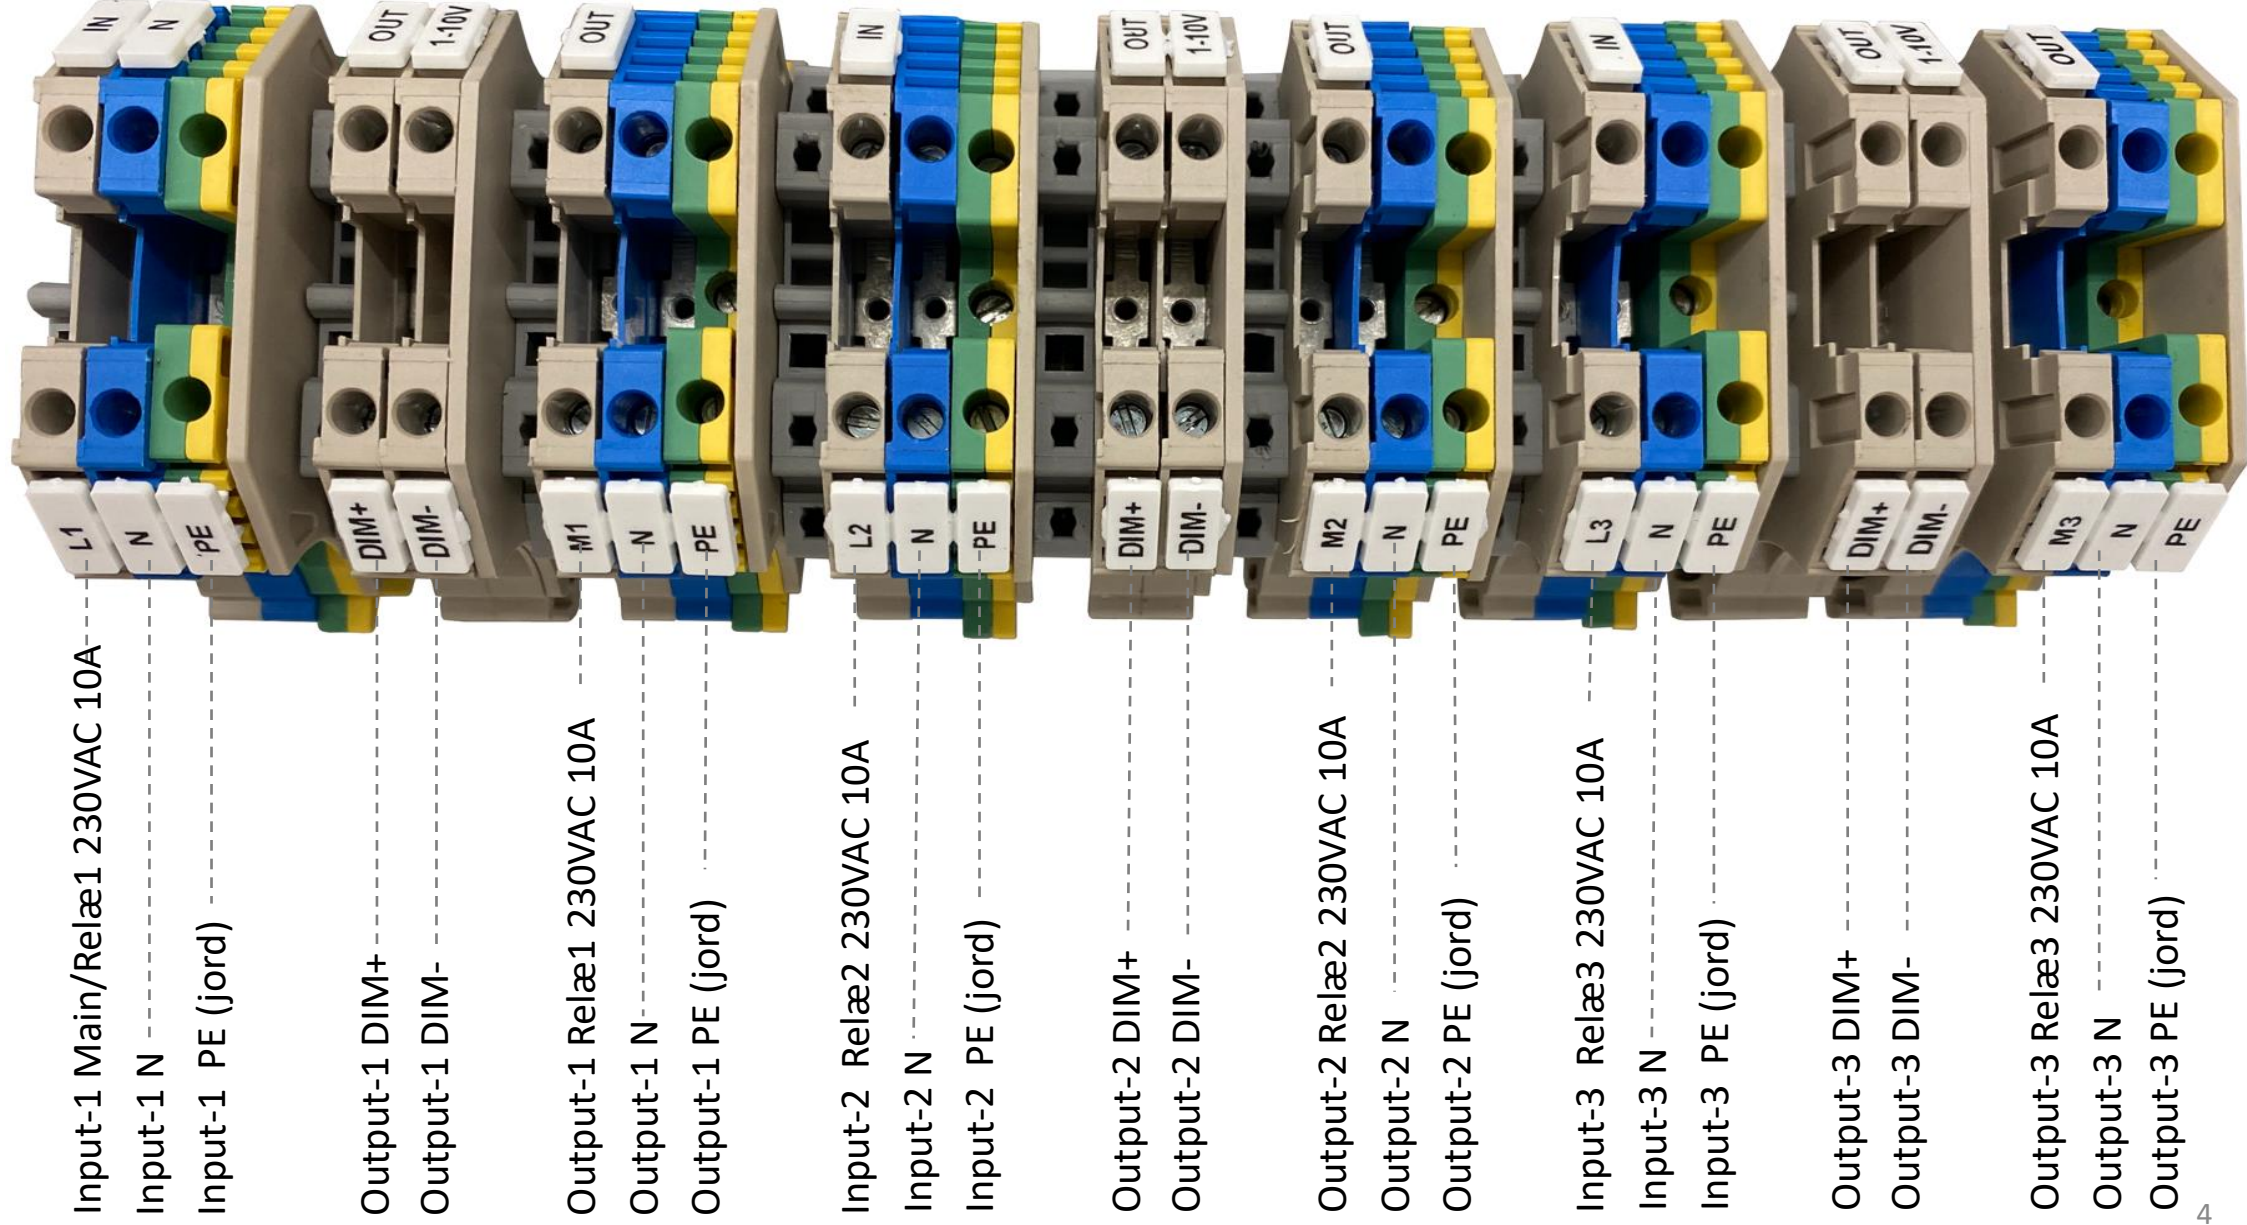 IN
N
OUT
1-10V
OUT
IN
OUT
1-10V
OUT
IN
OUT
1-10V
OUT
L1
N
PE
DIM+
DIM-
M1
N
PE
L2
N
PE
DIM+
DIM-
M2
N
PE
L3
N
PE
DIM+
DIM-
M3
N
PE
Input-1 Main/Relæ1 230VAC 10A
Input-1 N
Input-1 PE (jord)
Output-1 DIM+
Output-1 DIM-
Output-1 Relæ1 230VAC 10A
Output-1 N
Output-1 PE (jord)
Input-2 Relæ2 230VAC 10A
Input-2 N
Input-2 PE (jord)
Output-2 DIM+
Output-2 DIM-
Output-2 Relæ2 230VAC 10A
Output-2 N
Output-2 PE (jord)
Input-3 Relæ3 230VAC 10A
Input-3 N
Input-3 PE (jord)
Output-3 DIM+
Output-3 DIM-
Output-3 Relæ3 230VAC 10A
Output-3 N
Output-3 PE (jord)
4